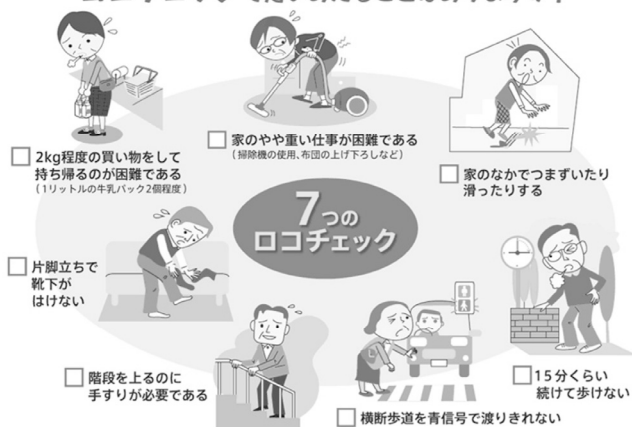 7つの
ロコチェック
2kg程度の買い物をして
持ち帰るのが困難である
(1リットルの牛乳パック2個程度)
家のやや重い仕事が困難である
(掃除機の使用、布団の上げ下ろしなど)
家のなかでつまずいたり
滑ったりする
片脚立ちで
靴下が
はけない
階段を上るのに
手すりが必要である
横断歩道を青信号で渡りきれない
15分くらい
続けて歩けない